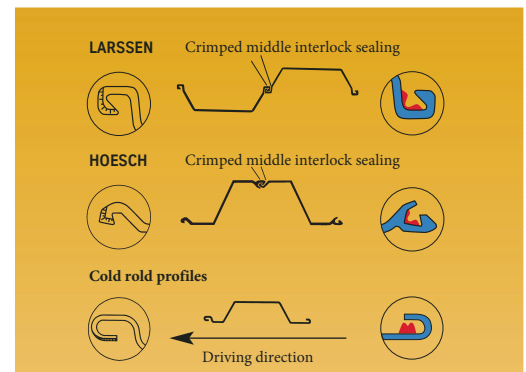 LARSSEN
Crimped middle interlock sealing
HOESCH
Crimped middle interlock sealing
Cold rold profiles
Driving direction